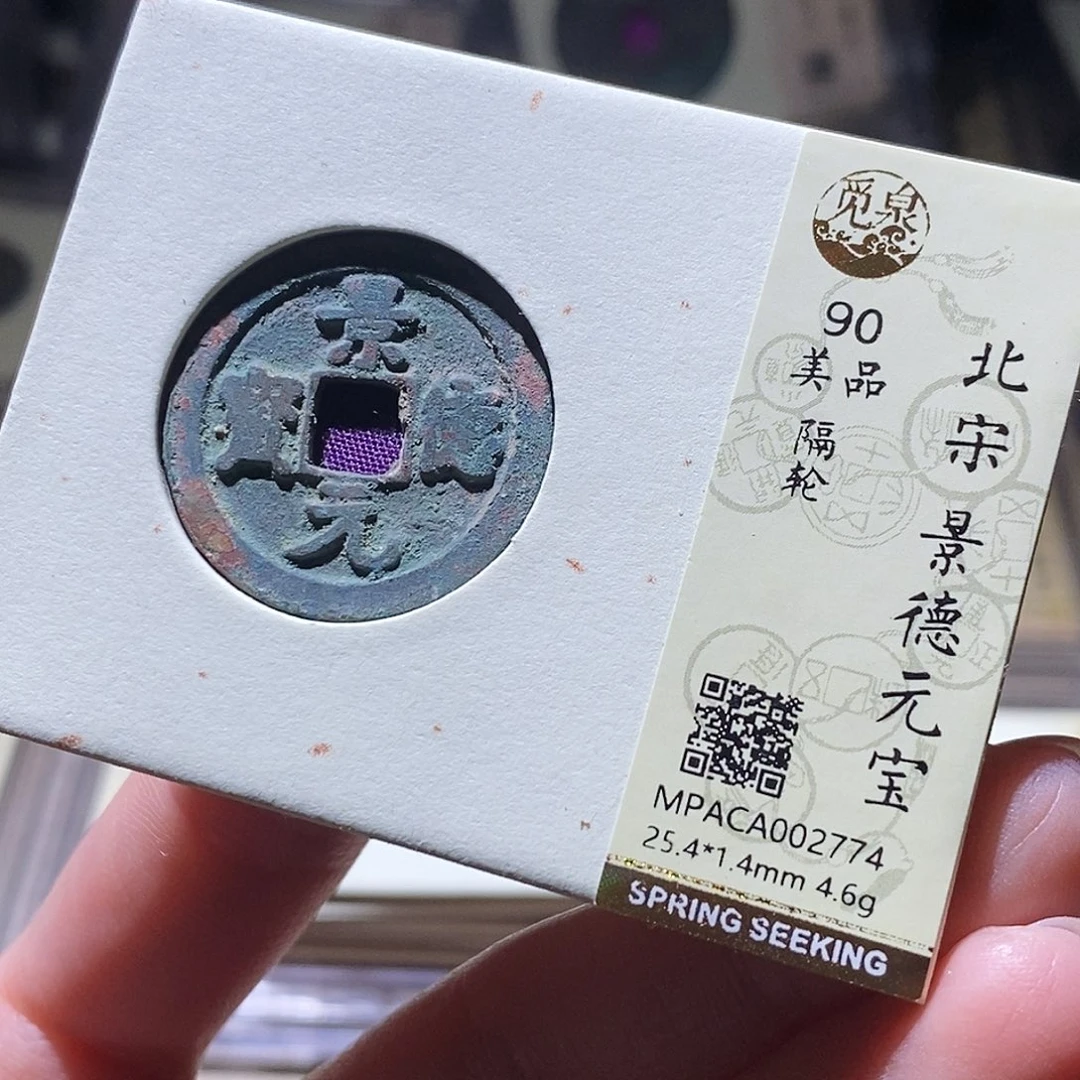 景
德
元
寶
觅泉
90
美品
隔轮
北宋 景德元宝
MPACA002774
25.4*1.4mm 4.6g
SPRING SEEKING